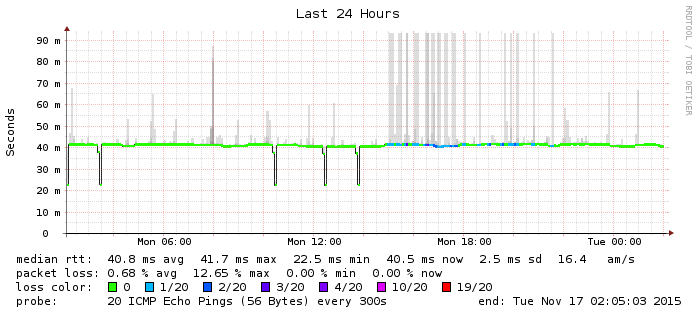 Last 24 Hours
RRDTOOL / TOBI OETIKER
Seconds
90 m
80 m
70 m
60 m
50 m
40 m
30 m
20 m
10 m
0
Mon 06:00 Mon 12:00 Mon 18:00 Tue 00:00
median rtt: 40.8 ms avg 41.7 ms max 22.5 ms min 40.5 ms now 2.5 ms sd 16.4 am/s
packet loss: 0.68 % avg 12.65 % max 0.00 % min 0.00 % now
loss color: 0 1/20 2/20 3/20 4/20 10/20 19/20
probe: 20 ICMP Echo Pings (56 Bytes) every 300s end: Tue Nov 17 02:05:03 2015